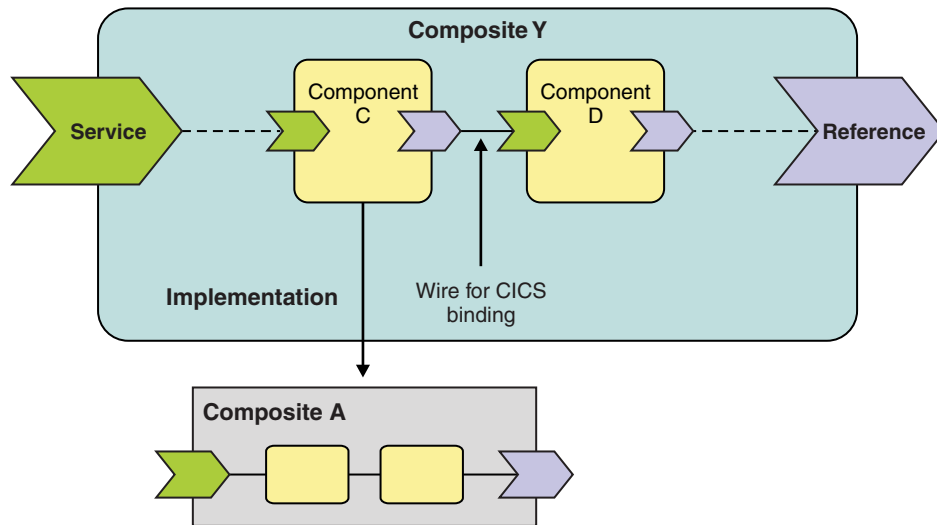 Composite Y
Service
Component
C
Component
D
Reference
Implementation
Wire for CICS
binding
Composite A